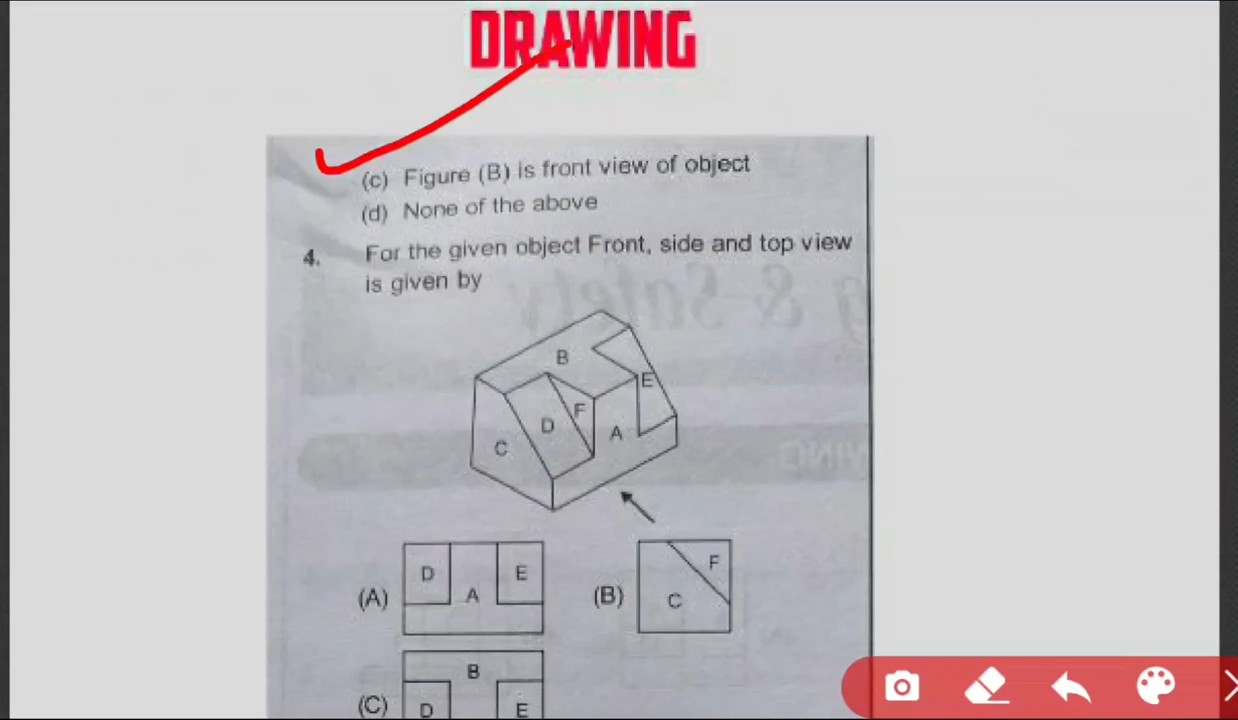 DRAWING
(c) Figure (B) is front view of object
(d) None of the above
4. For the given object Front, side and top view
is given by
B
E
F
D
A
C
(A) D A E
(B) F C
(C) B D E